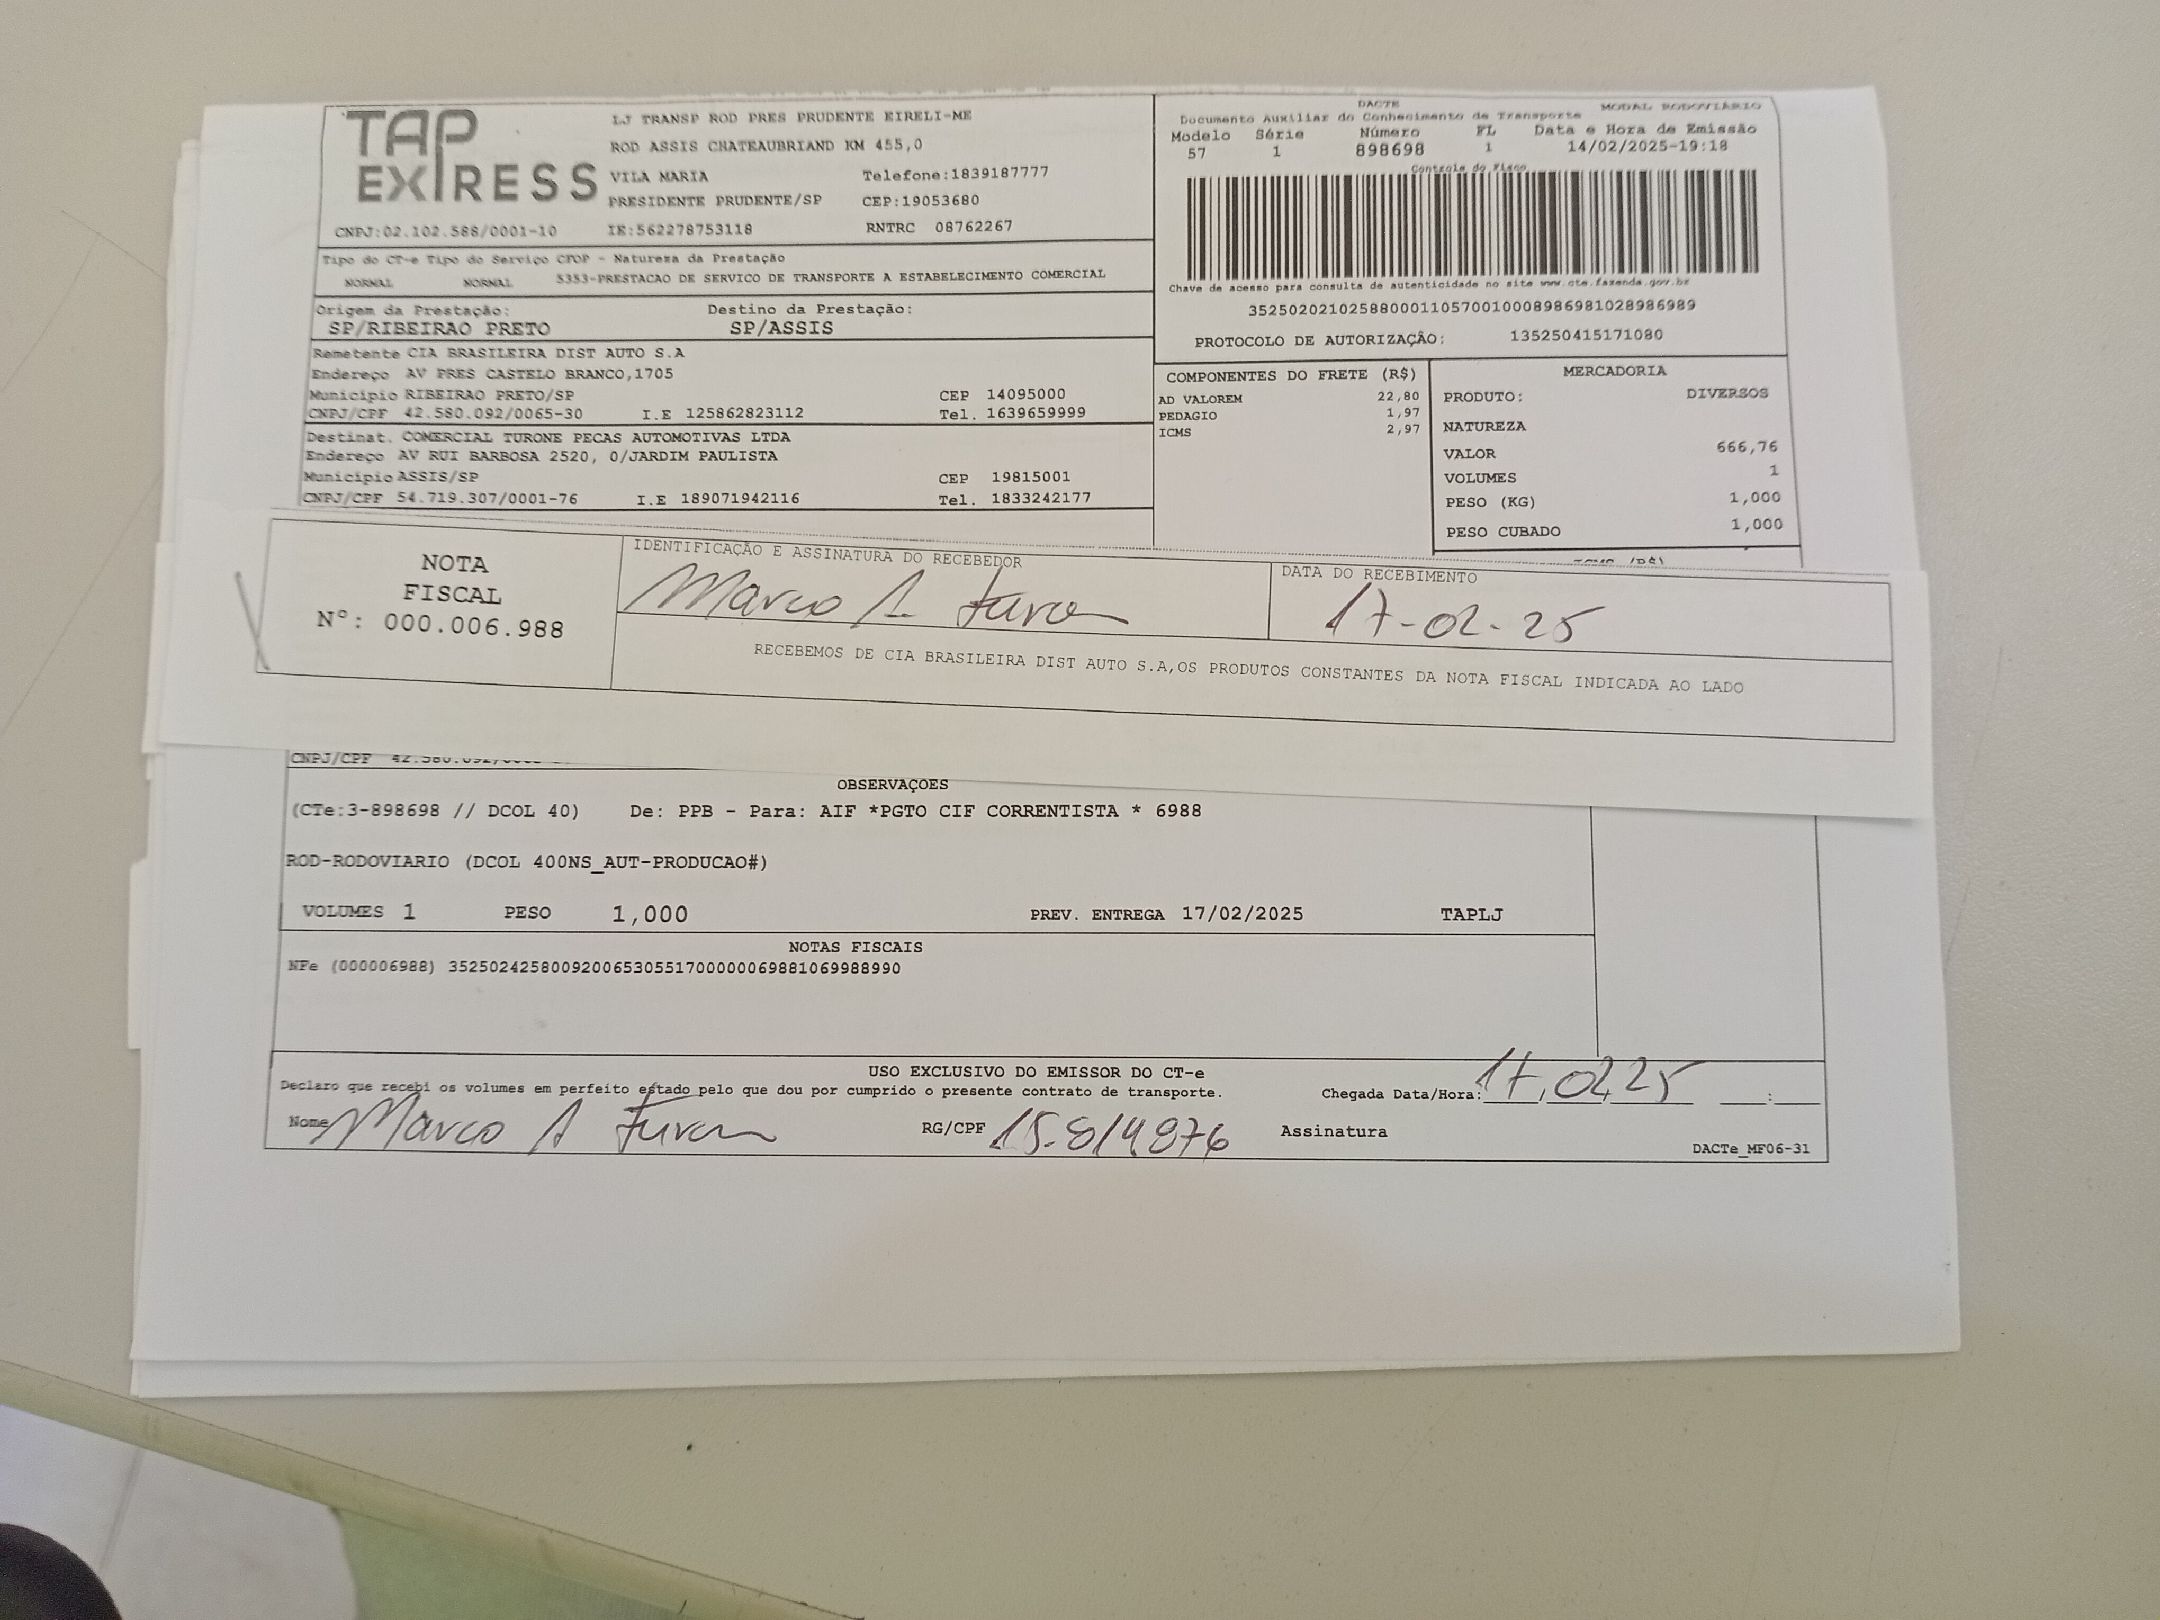 TAP
EXPRESS
LJ TRANSP ROD PRES PRUDENTE EIRELI-ME
ROD ASSIS CHATEAUBRIAND KM 455,0
VILA MARIA Telefone:1839187777
PRESIDENTE PRUDENTE/SP CEP:19053680
CNPJ:02.102.588/0001-10 IE:562278753118 RNTRC 08762267
DACTE MODAL RODOVIÁRIO
Documento Auxiliar do Conhecimento de Transporte
Modelo Série Número FL Data e Hora de Emissão
57 1 898698 1 14/02/2025-19:18
Controle do Fisco
Chave de acesso para consulta de autenticidade no site www.cte.fazenda.gov.br
35250202102588000110570010008986981028986989
PROTOCOLO DE AUTORIZAÇÃO: 135250415171080
Tipo do CT-e Tipo do Serviço CFOP - Natureza da Prestação
NORMAL NORMAL 5353-PRESTACAO DE SERVICO DE TRANSPORTE A ESTABELECIMENTO COMERCIAL
Origem da Prestação: Destino da Prestação:
SP/RIBEIRAO PRETO SP/ASSIS
Remetente CIA BRASILEIRA DIST AUTO S.A
Endereço AV PRES CASTELO BRANCO,1705
Município RIBEIRAO PRETO/SP CEP 14095000
CNPJ/CPF 42.580.092/0065-30 I.E 125862823112 Tel. 1639659999
Destinat. COMERCIAL TURONE PECAS AUTOMOTIVAS LTDA
Endereço AV RUI BARBOSA 2520, 0/JARDIM PAULISTA
Município ASSIS/SP CEP 19815001
CNPJ/CPF 54.719.307/0001-76 I.E 189071942116 Tel. 1833242177
COMPONENTES DO FRETE (R$)
AD VALOREM 22,80
PEDAGIO 1,97
ICMS 2,97
MERCADORIA
PRODUTO: DIVERSOS
NATUREZA
VALOR 666,76
VOLUMES 1
PESO (KG) 1,000
PESO CUBADO 1,000
ICMS (R$)
NOTA
FISCAL
Nº: 000.006.988
IDENTIFICAÇÃO E ASSINATURA DO RECEBEDOR
Marco A
DATA DO RECEBIMENTO
17-02-25
RECEBEMOS DE CIA BRASILEIRA DIST AUTO S.A,OS PRODUTOS CONSTANTES DA NOTA FISCAL INDICADA AO LADO
CNPJ/CPF
OBSERVAÇOES
(CTe:3-898698 // DCOL 40) De: PPB - Para: AIF *PGTO CIF CORRENTISTA * 6988
ROD-RODOVIARIO (DCOL 400NS_AUT-PRODUCAO#)
VOLUMES 1 PESO 1,000 PREV. ENTREGA 17/02/2025 TAPLJ
NOTAS FISCAIS
NFe (000006988) 35250242580092006530551700000069881069988990
USO EXCLUSIVO DO EMISSOR DO CT-e
Declaro que recebi os volumes em perfeito estado pelo que dou por cumprido o presente contrato de transporte. Chegada Data/Hora: 17,02,25 :
Nome Marco A RG/CPF 15.814976 Assinatura
DACTe_MF06-31